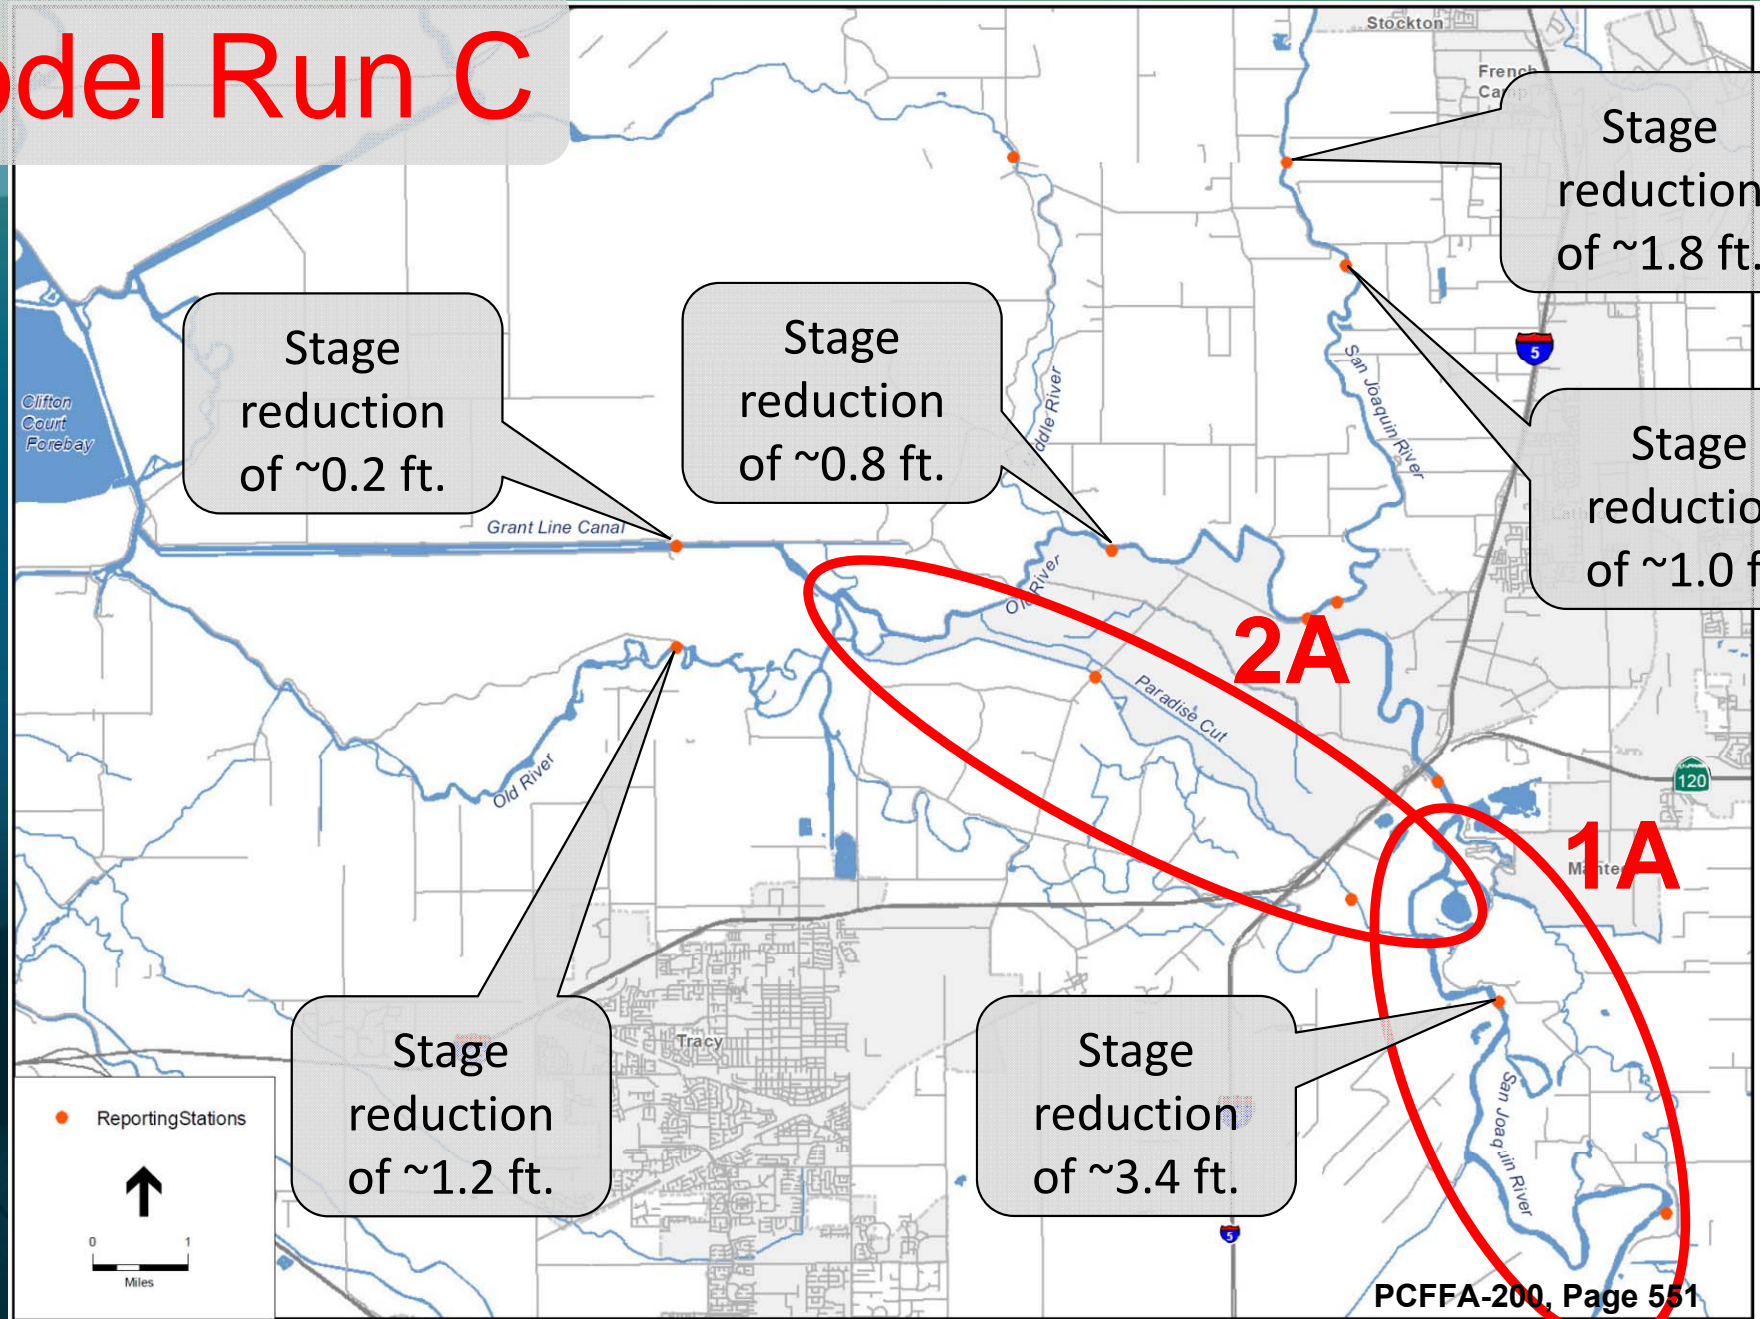 odel Run C
Stockton
French
Stage
reduction
of ~1.8 ft.
Stage
reduction
of ~0.2 ft.
Stage
reduction
of ~0.8 ft.
5
Clifton
Court
Forebay
San Joaquin River
Stage
reductio
of ~1.0 f
Grant Line Canal
Old River
2A
Paradise Cut
Old River
120
1A
Stage
reduction
of ~1.2 ft.
Tracy
Stage
reduction
of ~3.4 ft.
San Joaquin River
ReportingStations
0 1
Miles
5
PCFFA-200, Page 551